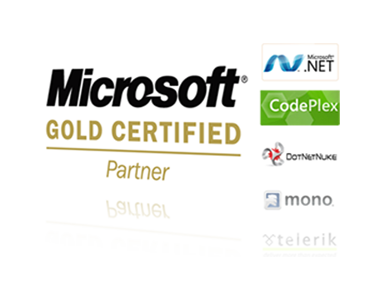 Microsoft®
GOLD CERTIFIED
Partner
Microsoft®
.NET
CodePlex
DotNetNuke
mono
telerik